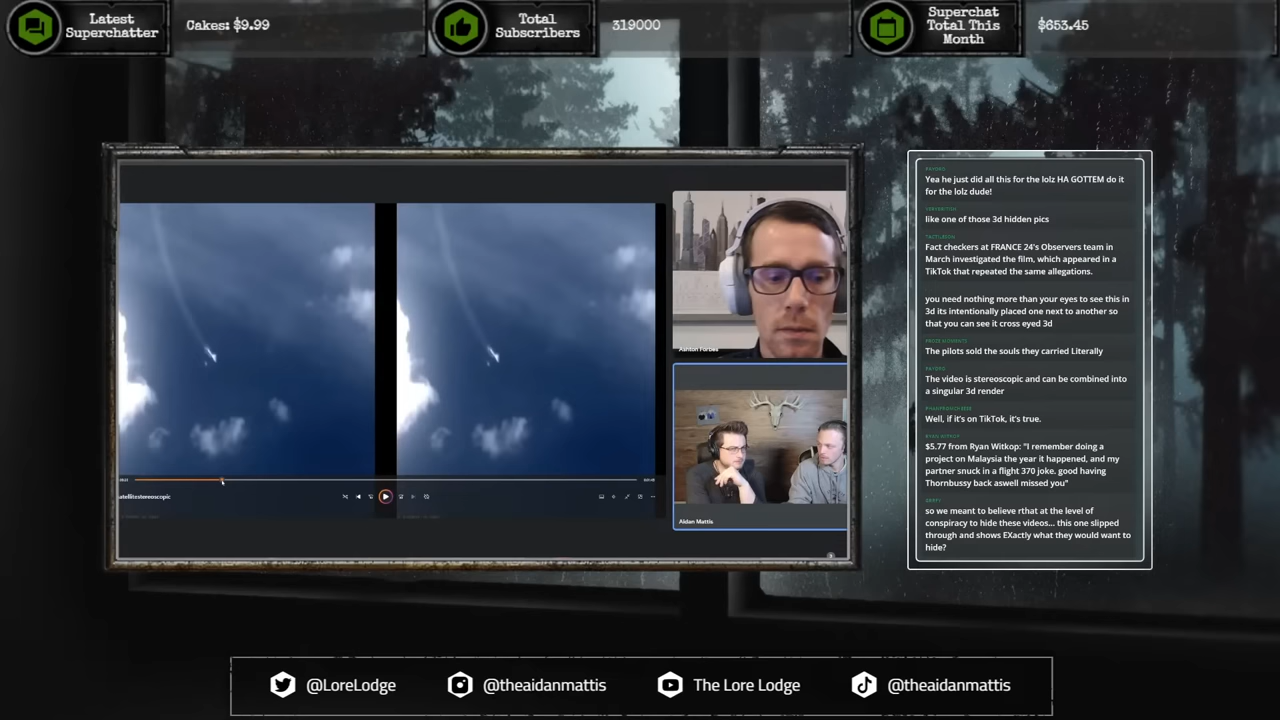 Latest
Superchatter
Cakes: $9.99
Total
Subscribers
319000
Superchat
Total This
Month
$653.45
Ashton Forbes
Aidan Mattis
Yea he just did all this for the lolz HA GOTTEM do it
for the lolz dude!
like one of those 3d hidden pics
Fact checkers at FRANCE 24's Observers team in
March investigated the film, which appeared in a
TikTok that repeated the same allegations.
you need nothing more than your eyes to see this in
3d its intentionally placed one next to another so
that you can see it cross eyed 3d
The pilots sold the souls they carried Literally
The video is stereoscopic and can be combined into
a singular 3d render
Well, if it's on TikTok, it's true.
RYAN WITKOP
$5.77 from Ryan Witkop: "I remember doing a
project on Malaysia the year it happened, and my
partner snuck in a flight 370 joke. good having
Thornbussy back aswell missed you"
so we meant to believe rthat at the level of
conspiracy to hide these videos... this one slipped
through and shows EXactly what they would want to
hide?
@LoreLodge
@theaidanmattis
The Lore Lodge
@theaidanmattis